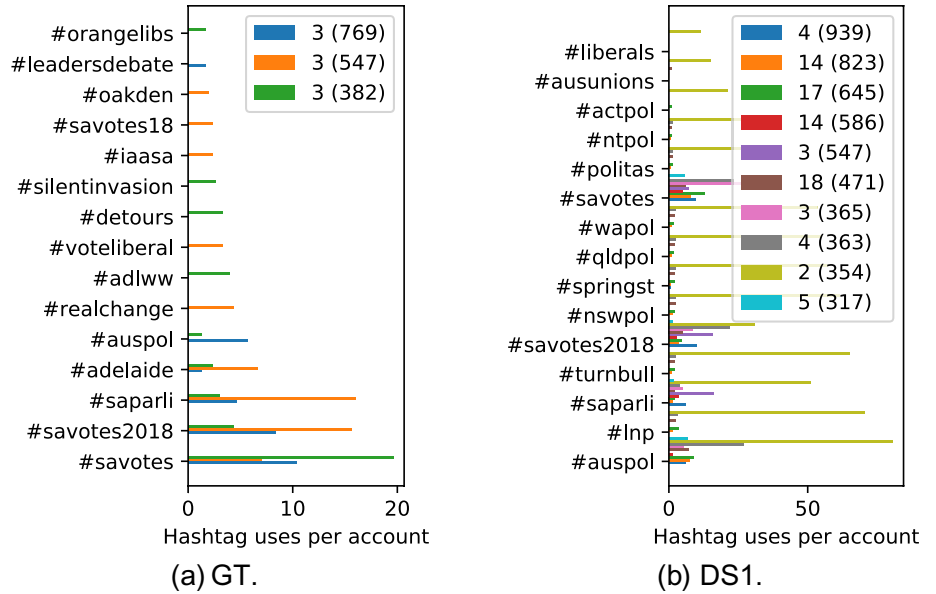 #orangelibs
#leadersdebate
#oakden
#savotes18
#iaasa
#silentinvasion
#detours
#voteliberal
#adlww
#realchange
#auspol
#adelaide
#saparli
#savotes2018
#savotes
3 (769)
3 (547)
3 (382)
0 10 20
Hashtag uses per account
(a) GT.
#liberals
#ausunions
#actpol
#ntpol
#politas
#savotes
#wapol
#qldpol
#springst
#nswpol
#savotes2018
#turnbull
#saparli
#lnp
#auspol
4 (939)
14 (823)
17 (645)
14 (586)
3 (547)
18 (471)
3 (365)
4 (363)
2 (354)
5 (317)
0 50
Hashtag uses per account
(b) DS1.